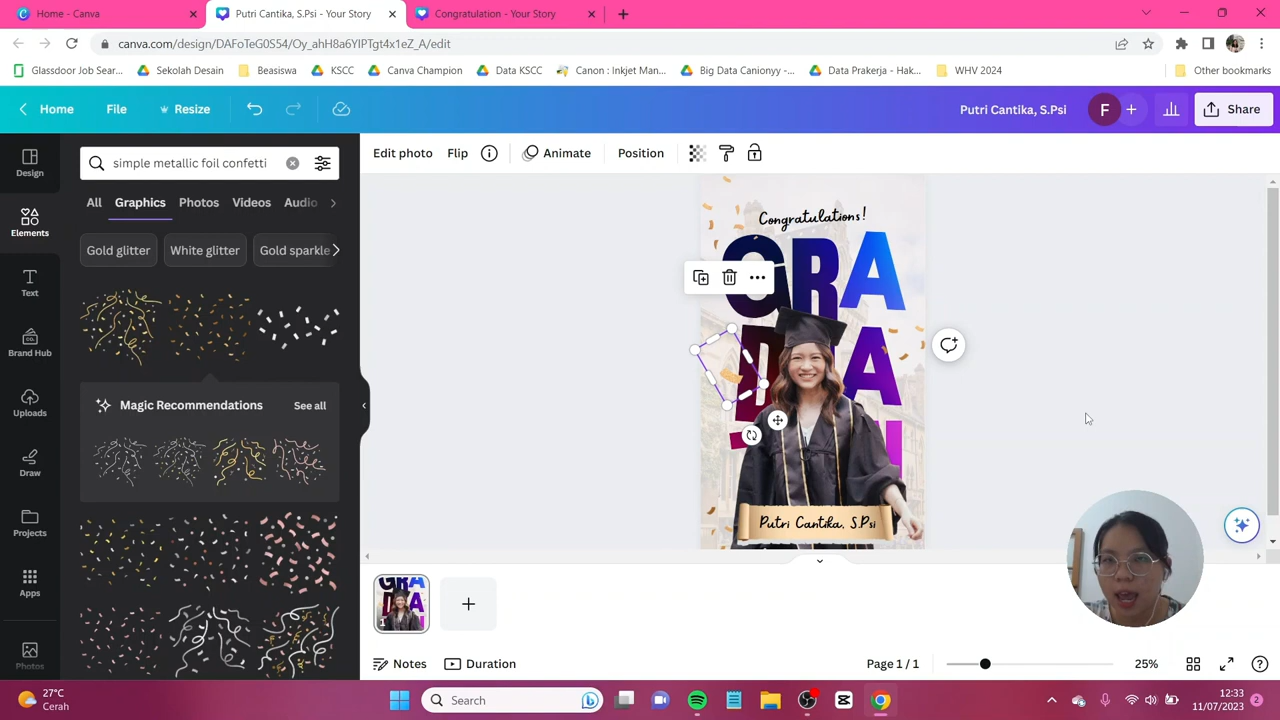 Home - Canva
Putri Cantika, S.Psi - Your Story
Congratulation - Your Story
canva.com/design/DAFoTeG0S54/Oy_ahH8a6YIPTgt4x1eZ_A/edit
Glassdoor Job Sear...
Sekolah Desain
Beasiswa
KSCC
Canva Champion
Data KSCC
Canon : Inkjet Man...
Big Data Canionyy -...
Data Prakerja - Hak...
WHV 2024
Other bookmarks
Home
File
Resize
Putri Cantika, S.Psi
F
Share
Design
Elements
Text
Brand Hub
Uploads
Draw
Projects
Apps
Photos
simple metallic foil confetti
All
Graphics
Photos
Videos
Audio
Gold glitter
White glitter
Gold sparkle
Magic Recommendations
See all
Edit photo
Flip
Animate
Position
Congratulations!
GRA
DUA
Putri Cantika, S.Psi
1
Notes
Duration
Page 1 / 1
25%
27°C
Cerah
Search
12:33
11/07/2023
2